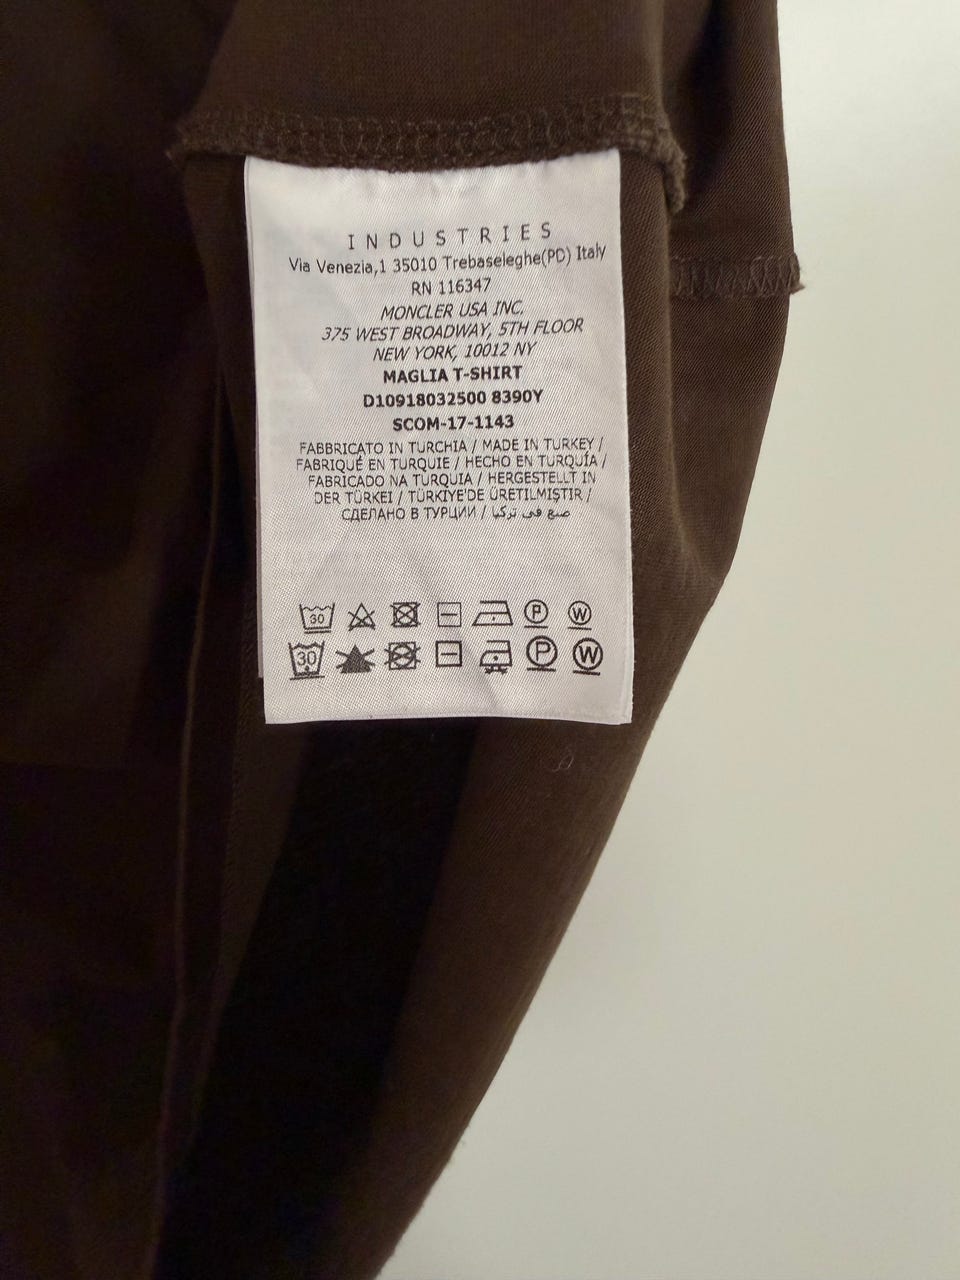 INDUSTRIES
Via Venezia,1 35010 Trebaseleghe(PD) Italy
RN 116347
MONCLER USA INC.
375 WEST BROADWAY, 5TH FLOOR
NEW YORK, 10012 NY
MAGLIA T-SHIRT
D10918032500 8390Y
SCOM-17-1143
FABBRICATO IN TURCHIA / MADE IN TURKEY /
FABRIQUÉ EN TURQUIE / HECHO EN TURQUÍA /
FABRICADO NA TURQUIA / HERGESTELLT IN
DER TÜRKEI / TÜRKIYE'DE ÜRETILMIŞTIR /
СДЕЛАНО В ТУРЦИИ / صنع في تركيا
30 P W
30 P W